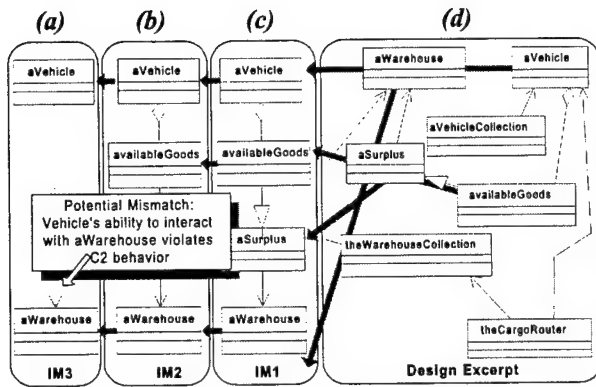 (a) (b) (c) (d)
aVehicle
aVehicle
aVehicle
aWarehouse
aVehicle
aVehicleCollection
availableGoods
availableGoods
aSurplus
availableGoods
Potential Mismatch:
Vehicle's ability to interact
with aWarehouse violates
C2 behavior
aSurplus
theWarehouseCollection
aWarehouse
aWarehouse
aWarehouse
theCargoRouter
IM3
IM2
IM1
Design Excerpt